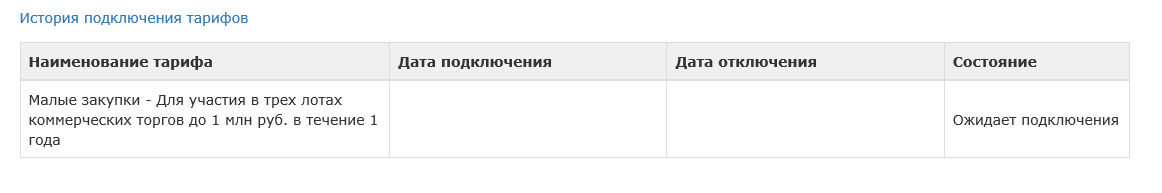 История подключения тарифов
Наименование тарифа Дата подключения Дата отключения Состояние
Малые закупки - Для участия в трех лотах
коммерческих торгов до 1 млн руб. в течение 1
года
Ожидает подключения